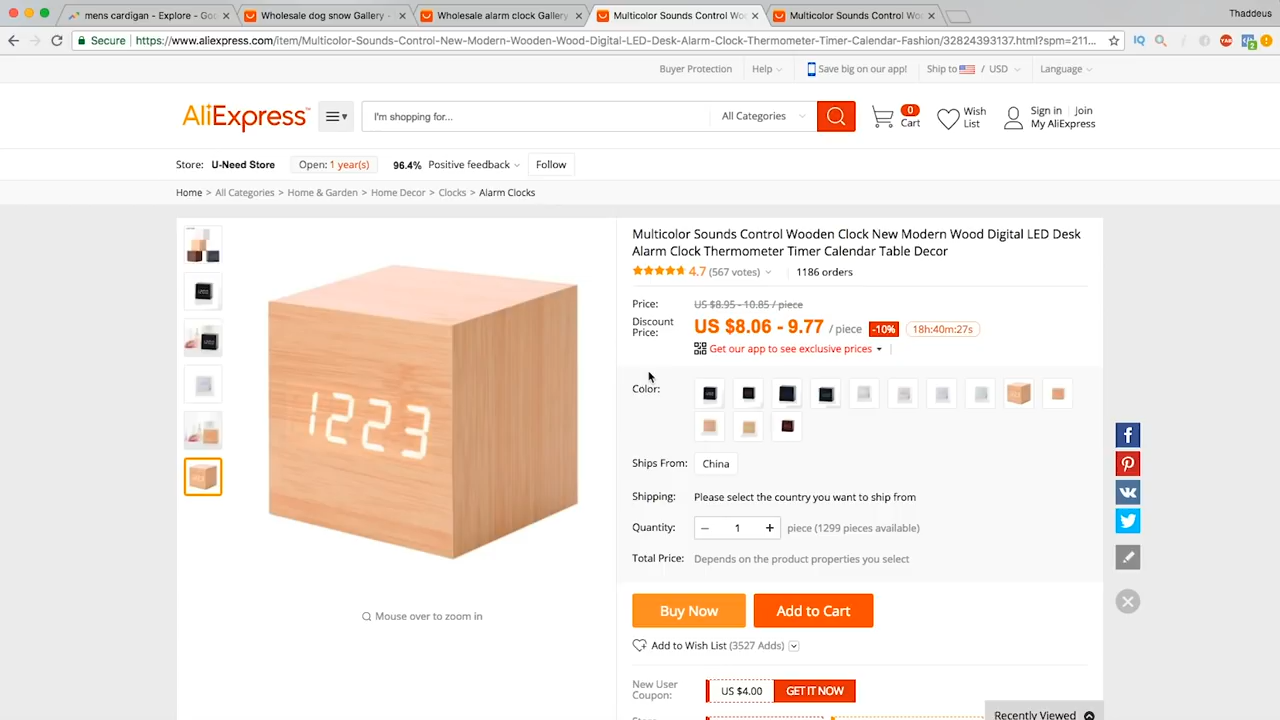 mens cardigan - Explore - Goo
Wholesale dog snow Gallery -
Wholesale alarm clock Gallery
Multicolor Sounds Control Wo
Multicolor Sounds Control Wo
Thaddeus
Secure
https://www.aliexpress.com/item/Multicolor-Sounds-Control-New-Modern-Wooden-Wood-Digital-LED-Desk-Alarm-Clock-Thermometer-Timer-Calendar-Fashion/32824393137.html?spm=211...
Buyer Protection
Help
Save big on our app!
Ship to / USD
Language
AliExpress™
I'm shopping for...
All Categories
0
Cart
Wish
List
Sign in | Join
My AliExpress
Store: U-Need Store
Open: 1 year(s)
96.4% Positive feedback
Follow
Home > All Categories > Home & Garden > Home Decor > Clocks > Alarm Clocks
1223
Mouse over to zoom in
Multicolor Sounds Control Wooden Clock New Modern Wood Digital LED Desk
Alarm Clock Thermometer Timer Calendar Table Decor
4.7 (567 votes)
1186 orders
Price: US $8.95 - 10.85 / piece
Discount
Price:
US $8.06 - 9.77 / piece
-10%
18h:40m:27s
Get our app to see exclusive prices
Color:
Ships From: China
Shipping: Please select the country you want to ship from
Quantity: − 1 + piece (1299 pieces available)
Total Price: Depends on the product properties you select
Buy Now
Add to Cart
Add to Wish List (3527 Adds)
New User
Coupon:
US $4.00
GET IT NOW
Recently Viewed